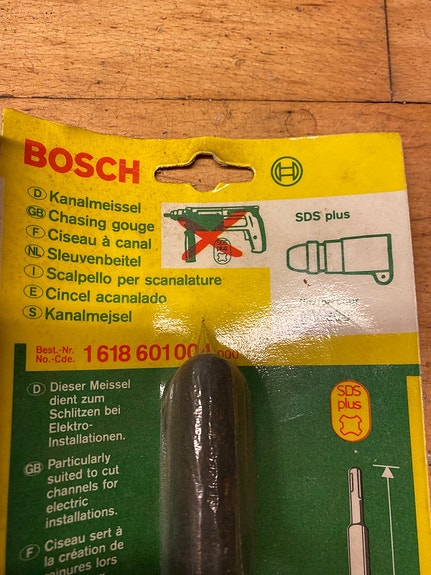 BOSCH
D Kanalmeissel
GB Chasing gouge
F Ciseau à canal
NL Sleuvenbeitel
I Scalpello per scanalature
E Cincel acanalado
S Kanalmejsel
SDS plus
Best.-Nr.
No.-Cde.
1 618 601 00
000
D Dieser Meissel
dient zum
Schlitzen bei
Elektro-
Installationen.
GB Particularly
suited to cut
channels for
electric
installations.
F Ciseau sert à
la création de
SDS
plus